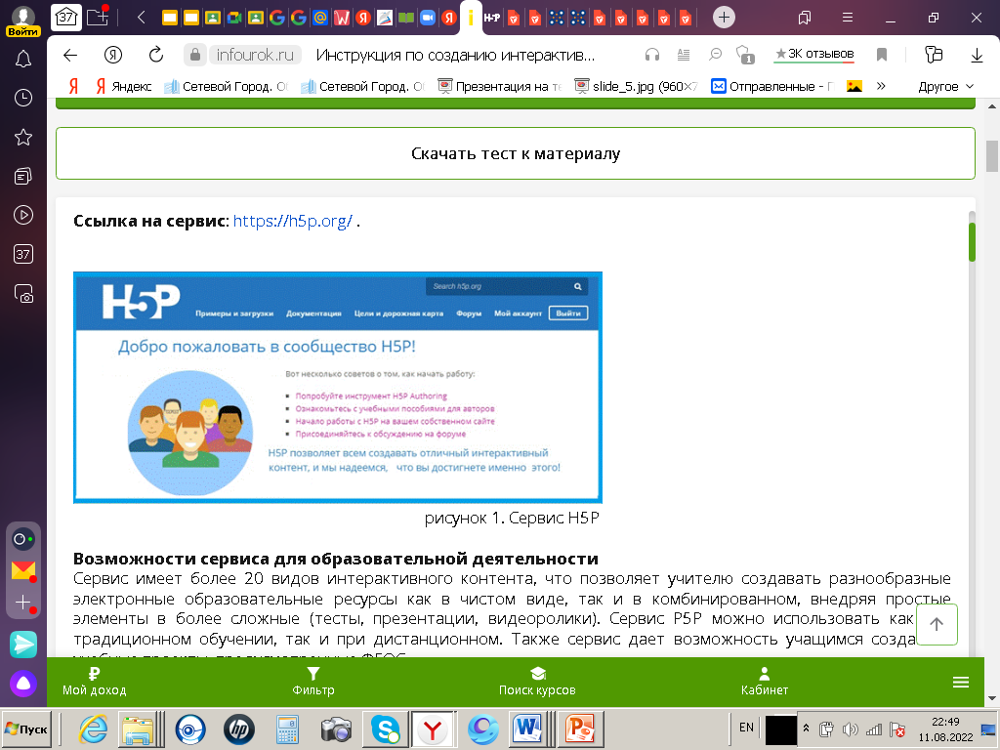 37
Войти
infourok.ru
Инструкция по созданию интерактив...
1
★3К отзывов
Яндекс
Сетевой Город. Об
Сетевой Город. Об
Презентация на те
slide_5.jpg (960×7
Отправленные - П
»
Другое
37
Скачать тест к материалу
Ссылка на сервис: https://h5p.org/ .
H5P
Search h5p.org
Примеры и загрузки Документация Цели и дорожная карта Форум Мой аккаунт Выйти
Добро пожаловать в сообщество H5P!
Вот несколько советов о том, как начать работу:
Попробуйте инструмент H5P Authoring
Ознакомьтесь с учебными пособиями для авторов
Начало работы с H5P на вашем собственном сайте
Присоединяйтесь к обсуждению на форуме
H5P позволяет всем создавать отличный интерактивный
контент, и мы надеемся, что вы достигнете именно этого!
рисунок 1. Сервис H5P
Возможности сервиса для образовательной деятельности
Сервис имеет более 20 видов интерактивного контента, что позволяет учителю создавать разнообразные
электронные образовательные ресурсы как в чистом виде, так и в комбинированном, внедряя простые
элементы в более сложные (тесты, презентации, видеоролики). Сервис P5P можно использовать как
традиционном обучении, так и при дистанционном. Также сервис дает возможность учащимся созда
Мой доход
Фильтр
Поиск курсов
Кабинет
Пуск
EN
22:49
11.08.2022